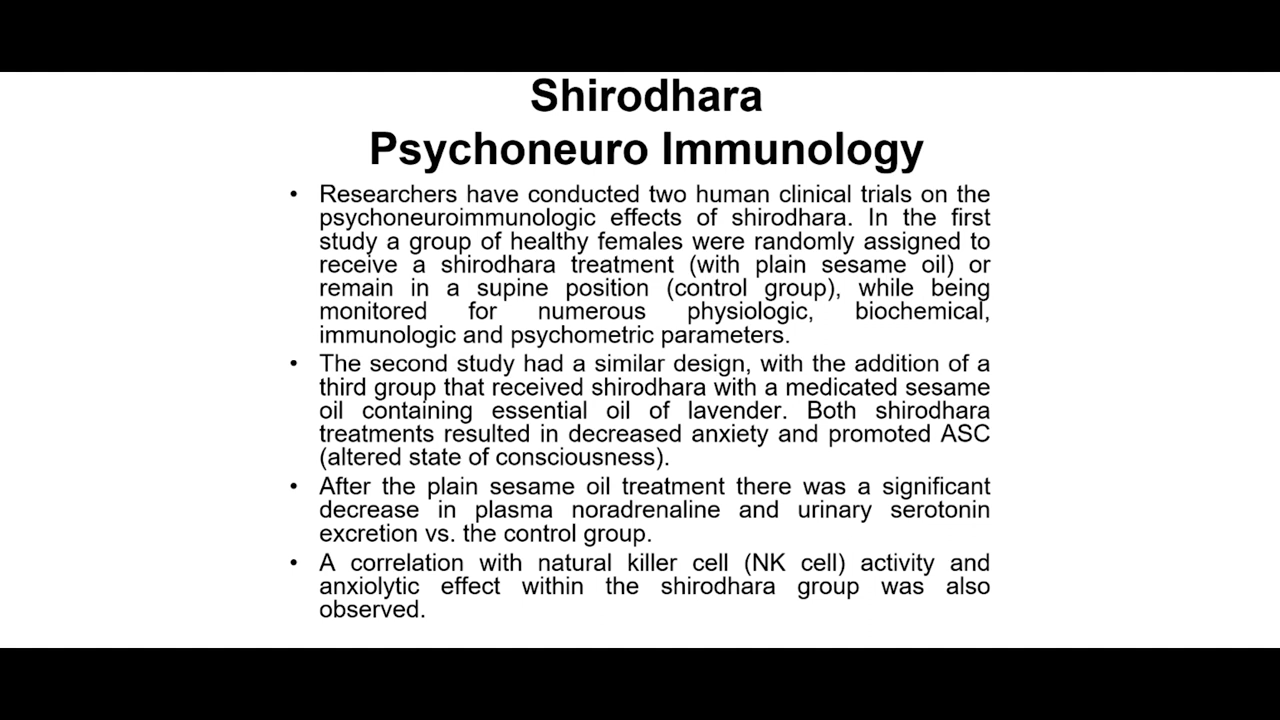 Shirodhara
Psychoneuro Immunology
• Researchers have conducted two human clinical trials on the
psychoneuroimmunologic effects of shirodhara. In the first
study a group of healthy females were randomly assigned to
receive a shirodhara treatment (with plain sesame oil) or
remain in a supine position (control group), while being
monitored for numerous physiologic, biochemical,
immunologic and psychometric parameters.
• The second study had a similar design, with the addition of a
third group that received shirodhara with a medicated sesame
oil containing essential oil of lavender. Both shirodhara
treatments resulted in decreased anxiety and promoted ASC
(altered state of consciousness).
• After the plain sesame oil treatment there was a significant
decrease in plasma noradrenaline and urinary serotonin
excretion vs. the control group.
• A correlation with natural killer cell (NK cell) activity and
anxiolytic effect within the shirodhara group was also
observed.